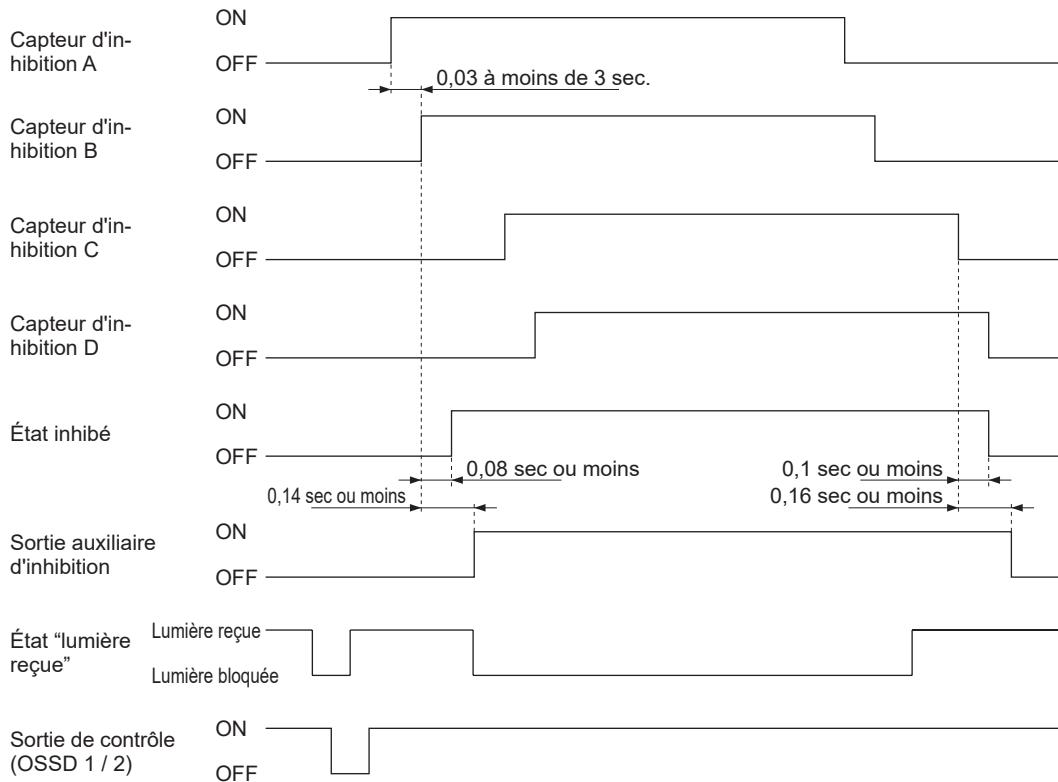 ON
Capteur d'in-
hibition A
OFF
0,03 à moins de 3 sec.
ON
Capteur d'in-
hibition B
OFF
ON
Capteur d'in-
hibition C
OFF
ON
Capteur d'in-
hibition D
OFF
ON
État inhibé
OFF
0,08 sec ou moins
0,1 sec ou moins
0,14 sec ou moins
0,16 sec ou moins
ON
Sortie auxiliaire
d'inhibition
OFF
État “lumière
reçue”
Lumière reçue
Lumière bloquée
ON
Sortie de contrôle
(OSSD 1 / 2)
OFF